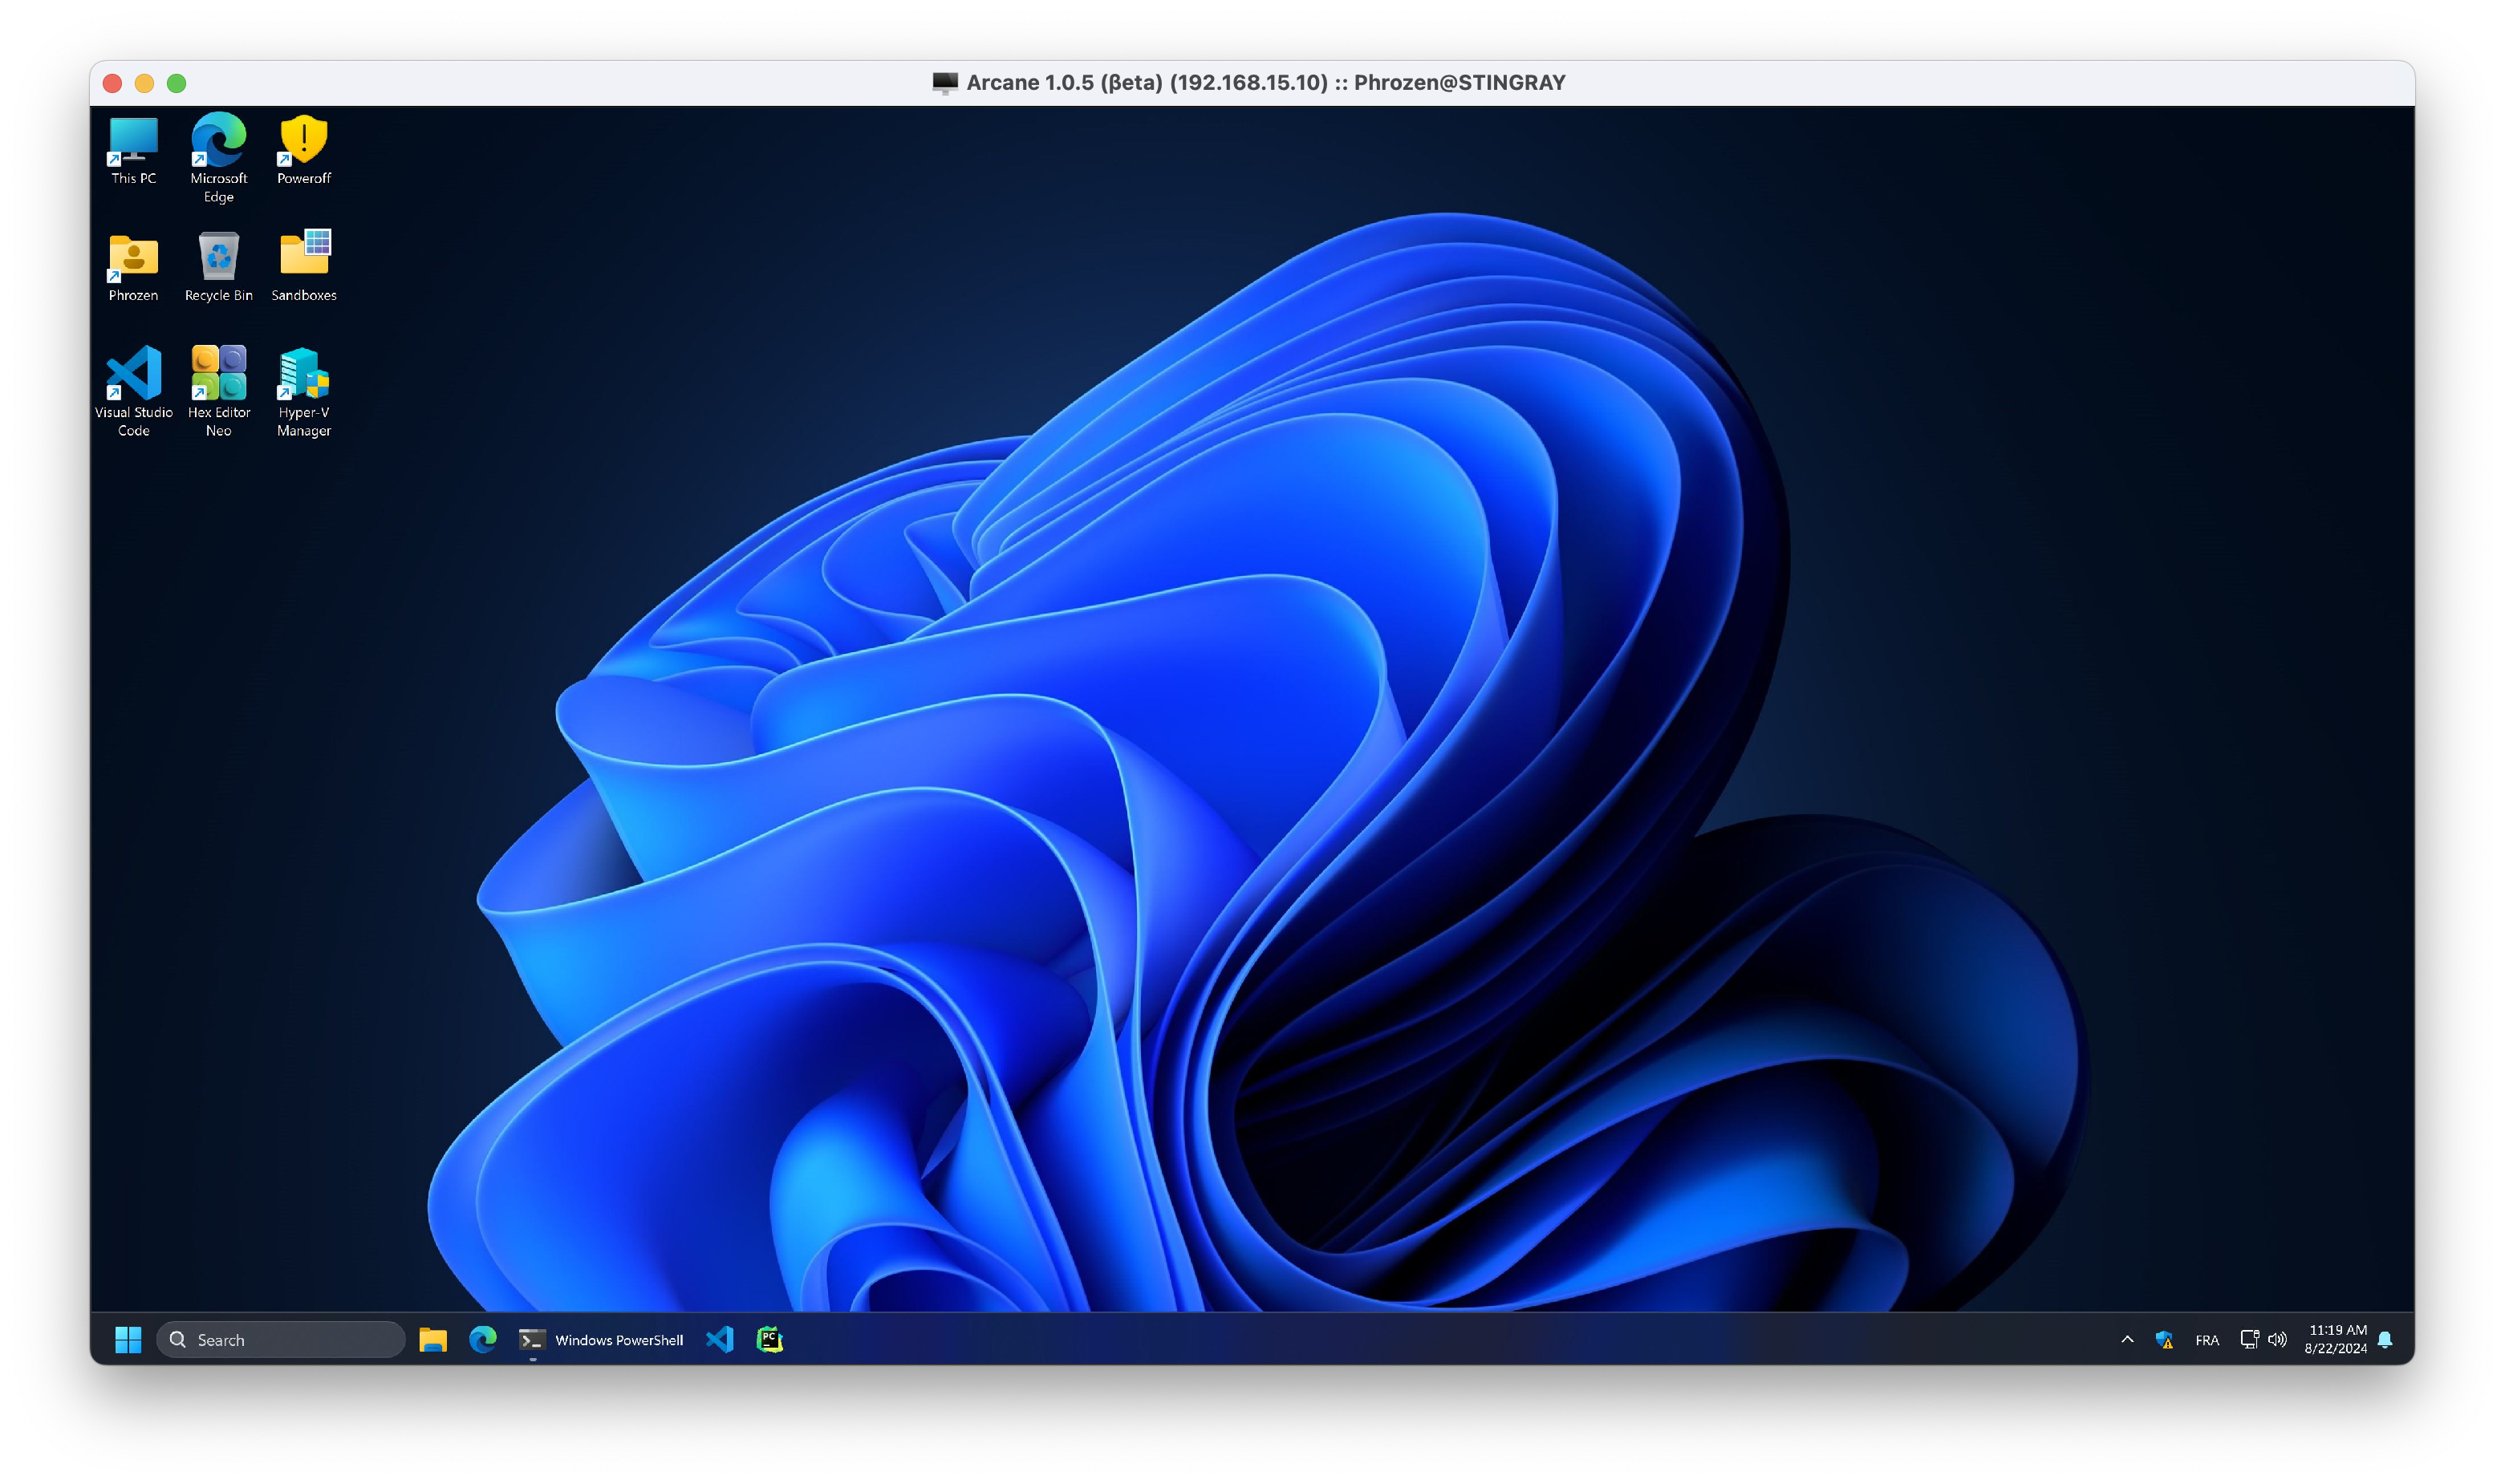 Arcane 1.0.5 (βeta) (192.168.15.10) :: Phrozen@STINGRAY
This PC
Microsoft
Edge
Poweroff
Phrozen
Recycle Bin
Sandboxes
Visual Studio
Code
Hex Editor
Neo
Hyper-V
Manager
Search
Windows PowerShell
PC
FRA
11:19 AM
8/22/2024